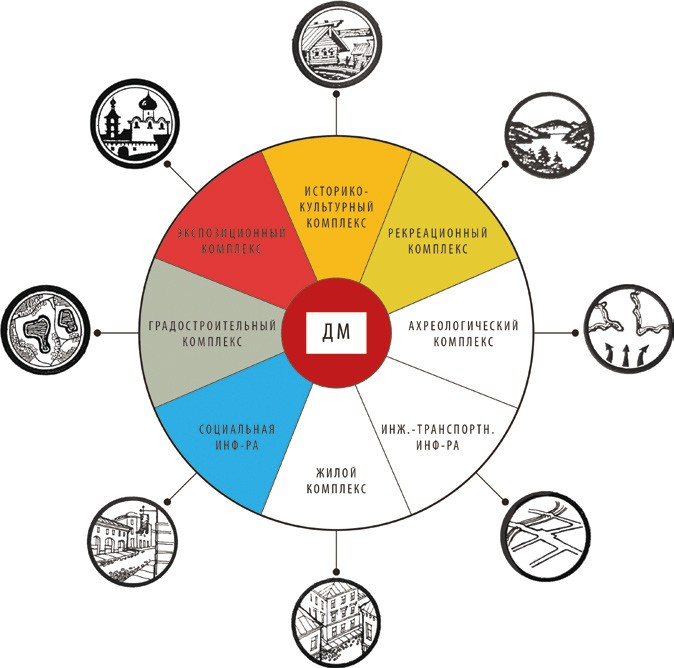 ИСТОРИКО-
КУЛЬТУРНЫЙ
КОМПЛЕКС
РЕКРЕАЦИОННЫЙ
КОМПЛЕКС
АХРЕОЛОГИЧЕСКИЙ
КОМПЛЕКС
ИНЖ.-ТРАНСПОРТН.
ИНФ-РА
ЖИЛОЙ
КОМПЛЕКС
СОЦИАЛЬНАЯ
ИНФ-РА
ГРАДОСТРОИТЕЛЬНЫЙ
КОМПЛЕКС
ЭКСПОЗИЦИОННЫЙ
КОМПЛЕКС
ДМ